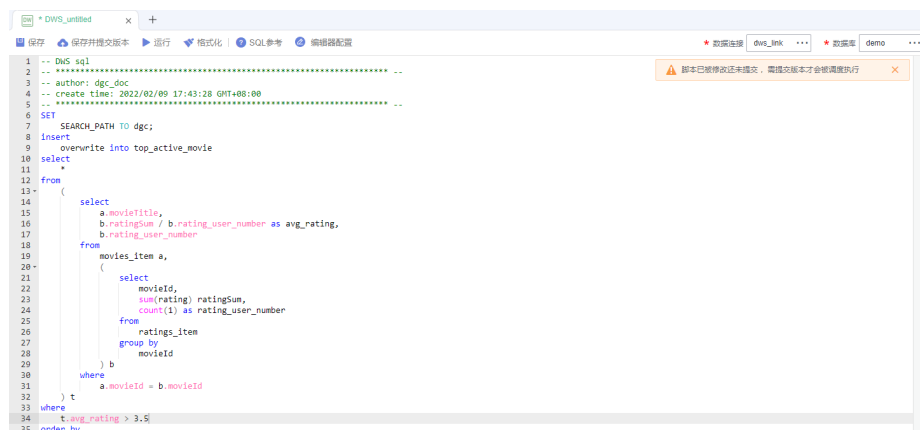 DW * DWS_untitled × +
保存 保存并提交版本 运行 格式化 SQL参考 编辑器配置 * 数据连接 dws_link ··· * 数据库 demo ···
脚本已被修改还未提交，需提交版本才会被调度执行 ×
1 -- DWS sql
2 -- ******************************************************************** --
3 -- author: dgc_doc
4 -- create time: 2022/02/09 17:43:28 GMT+08:00
5 -- ******************************************************************** --
6 SET
7 SEARCH_PATH TO dgc;
8 insert
9 overwrite into top_active_movie
10 select
11 *
12 from
13 (
14 select
15 a.movieTitle,
16 b.ratingSum / b.rating_user_number as avg_rating,
17 b.rating_user_number
18 from
19 movies_item a,
20 (
21 select
22 movieId,
23 sum(rating) ratingSum,
24 count(1) as rating_user_number
25 from
26 ratings_item
27 group by
28 movieId
29 ) b
30 where
31 a.movieId = b.movieId
32 ) t
33 where
34 t.avg_rating > 3.5
35 order by